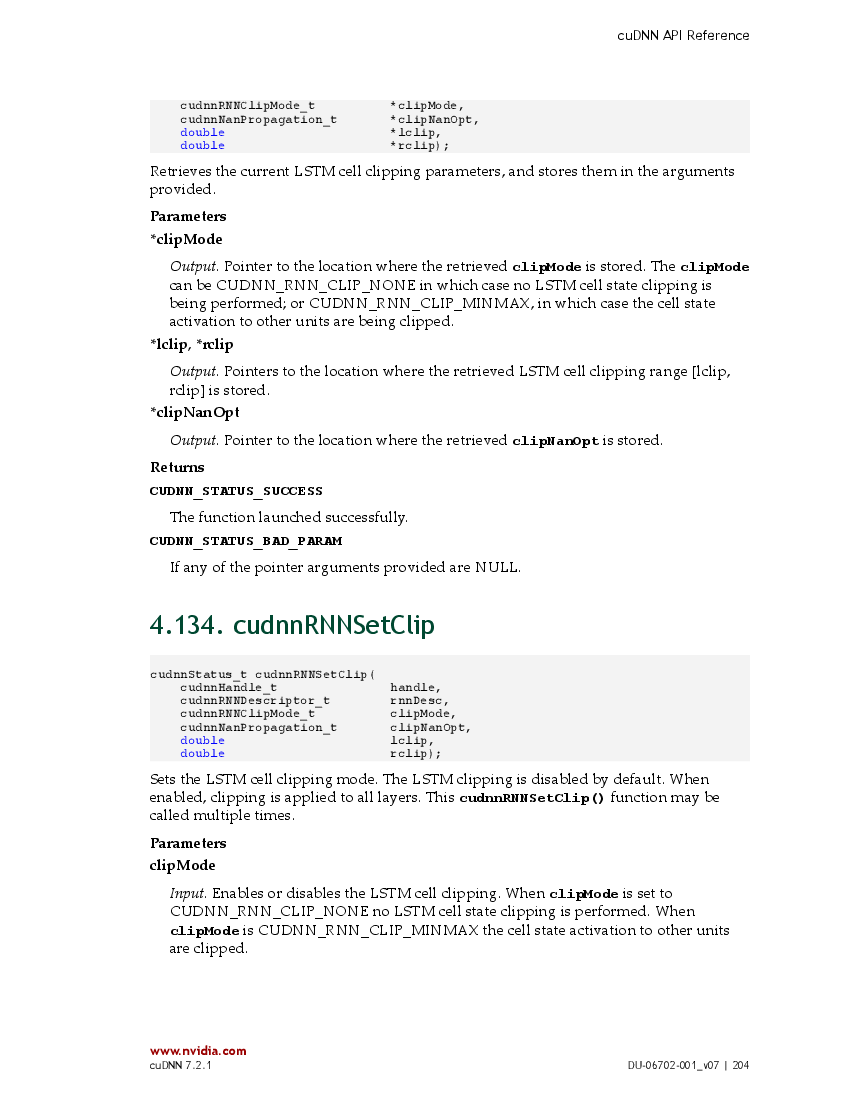 cuDNN API Reference
cudnnRNNClipMode_t *clipMode,
cudnnNanPropagation_t *clipNanOpt,
double *lclip,
double *rclip);
Retrieves the current LSTM cell clipping parameters, and stores them in the arguments
provided.
Parameters
*clipMode
Output. Pointer to the location where the retrieved clipMode is stored. The clipMode
can be CUDNN_RNN_CLIP_NONE in which case no LSTM cell state clipping is
being performed; or CUDNN_RNN_CLIP_MINMAX, in which case the cell state
activation to other units are being clipped.
*lclip, *rclip
Output. Pointers to the location where the retrieved LSTM cell clipping range [lclip,
rclip] is stored.
*clipNanOpt
Output. Pointer to the location where the retrieved clipNanOpt is stored.
Returns
CUDNN_STATUS_SUCCESS
The function launched successfully.
CUDNN_STATUS_BAD_PARAM
If any of the pointer arguments provided are NULL.
4.134. cudnnRNNSetClip
cudnnStatus_t cudnnRNNSetClip(
cudnnHandle_t handle,
cudnnRNNDescriptor_t rnnDesc,
cudnnRNNClipMode_t clipMode,
cudnnNanPropagation_t clipNanOpt,
double lclip,
double rclip);
Sets the LSTM cell clipping mode. The LSTM clipping is disabled by default. When
enabled, clipping is applied to all layers. This cudnnRNNSetClip() function may be
called multiple times.
Parameters
clipMode
Input. Enables or disables the LSTM cell clipping. When clipMode is set to
CUDNN_RNN_CLIP_NONE no LSTM cell state clipping is performed. When
clipMode is CUDNN_RNN_CLIP_MINMAX the cell state activation to other units
are clipped.
www.nvidia.com
cuDNN 7.2.1 DU-06702-001_v07 | 204